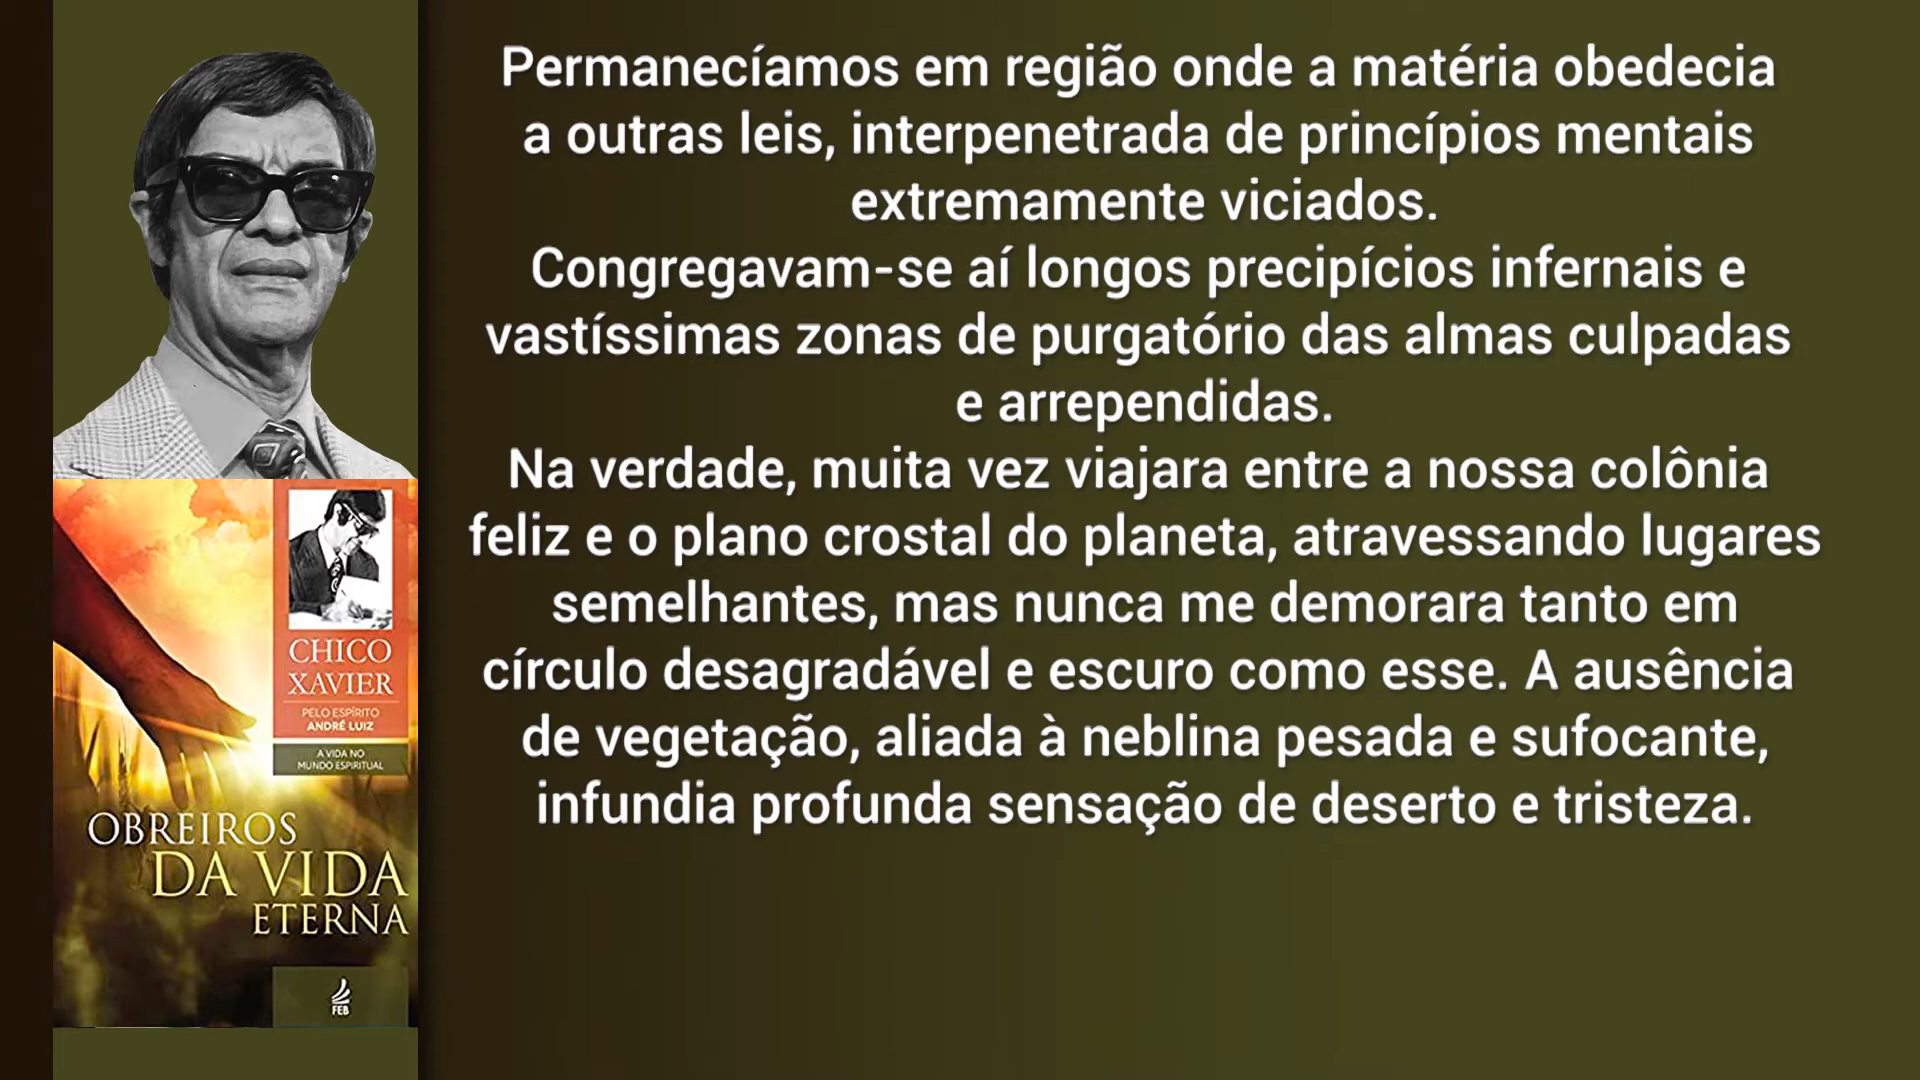 Permanecíamos em região onde a matéria obedecia
a outras leis, interpenetrada de princípios mentais
extremamente viciados.
Congregavam-se aí longos precipícios infernais e
vastíssimas zonas de purgatório das almas culpadas
e arrependidas.
Na verdade, muita vez viajara entre a nossa colônia
feliz e o plano crostal do planeta, atravessando lugares
semelhantes, mas nunca me demorara tanto em
círculo desagradável e escuro como esse. A ausência
de vegetação, aliada à neblina pesada e sufocante,
infundia profunda sensação de deserto e tristeza.
CHICO
XAVIER
PELO ESPÍRITO
ANDRÉ LUIZ
A VIDA NO
MUNDO ESPIRITUAL
OBREIROS
DA VIDA
ETERNA
FEB